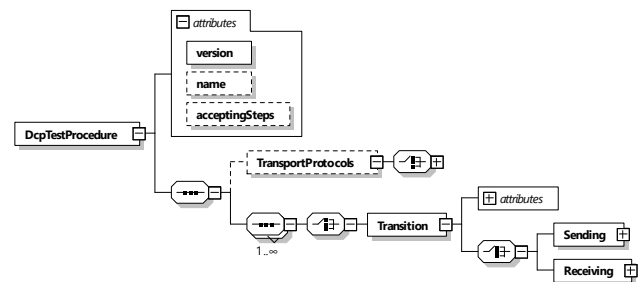 attributes
version
name
acceptingSteps
DcpTestProcedure
TransportProtocols
Transition
1..∞
attributes
Sending
Receiving